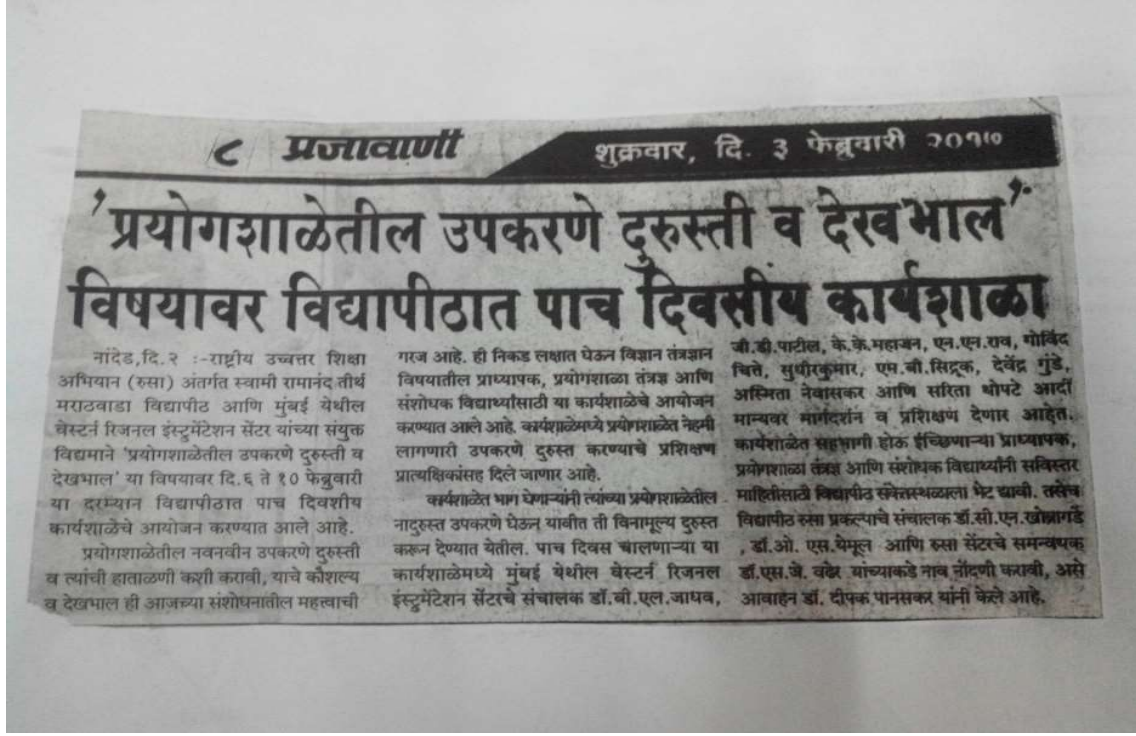 ८ प्रजावाणी शुक्रवार, दि. ३ फेब्रुवारी २०१७
'प्रयोगशाळेतील उपकरणे दुरुस्ती व देखभाल'
विषयावर विद्यापीठात पाच दिवसीय कार्यशाळा
नांदेड,दि.२ :-राष्ट्रीय उच्चत्तर शिक्षा
अभियान (रुसा) अंतर्गत स्वामी रामानंद तीर्थ
मराठवाडा विद्यापीठ आणि मुंबई येथील
वेस्टर्न रिजनल इंस्ट्रुमेंटेशन सेंटर यांच्या संयुक्त
विद्यमाने 'प्रयोगशाळेतील उपकरणे दुरुस्ती व
देखभाल' या विषयावर दि.६ ते १० फेब्रुवारी
या दरम्यान विद्यापीठात पाच दिवशीय
कार्यशाळेचे आयोजन करण्यात आले आहे.
प्रयोगशाळेतील नवनवीन उपकरणे दुरुस्ती
व त्यांची हाताळणी कशी करावी, याचे कौशल्य
व देखभाल ही आजच्या संशोधनातील महत्वाची
गरज आहे. ही निकड लक्षात घेऊन विज्ञान तंत्रज्ञान
विषयातील प्राध्यापक, प्रयोगशाळा तंत्रज्ञ आणि
संशोधक विद्यार्थ्यांसाठी या कार्यशाळेचे आयोजन
करण्यात आले आहे. कार्यशाळेमध्ये प्रयोगशाळेत नेहमी
लागणारी उपकरणे दुरुस्त करण्याचे प्रशिक्षण
प्रात्यक्षिकांसह दिले जाणार आहे.
कार्यशाळेत भाग घेणाऱ्यांनी त्यांच्या प्रयोगशाळेतील
नादुरुस्त उपकरणे घेऊन यावीत ती विनामूल्य दुरुस्त
करून देण्यात येतील. पाच दिवस चालणाऱ्या या
कार्यशाळेमध्ये मुंबई येथील वेस्टर्न रिजनल
इंस्ट्रुमेंटेशन सेंटरचे संचालक डॉ.बी.एल.जाधव,
जी.डी.पाटील, के.के.महाजन, एन.एन.राव, गोविंद
चित्ते, सुधीरकुमार, एम.बी.सिद्रूक, देवेंद्र गुंडे,
अस्मिता नेवासकर आणि सरिता थोपटे आदी
मान्यवर मार्गदर्शन व प्रशिक्षण देणार आहेत.
कार्यशाळेत सहभागी होऊ ईच्छिणाऱ्या प्राध्यापक,
प्रयोगशाळा तंत्रज्ञ आणि संशोधक विद्यार्थ्यांनी सविस्तर
माहितीसाठी विद्यापीठ संकेतस्थळाला भेट द्यावी. तसेच
विद्यापीठ रुसा प्रकल्पाचे संचालक डॉ.सी.एन.खोब्रागडे
, डॉ.ओ. एस.येमूल आणि रुसा सेंटरचे समन्वयक
डॉ.एस.जे. वढेर यांच्याकडे नाव नोंदणी करावी, असे
आवाहन डॉ. दीपक पानसकर यांनी केले आहे.